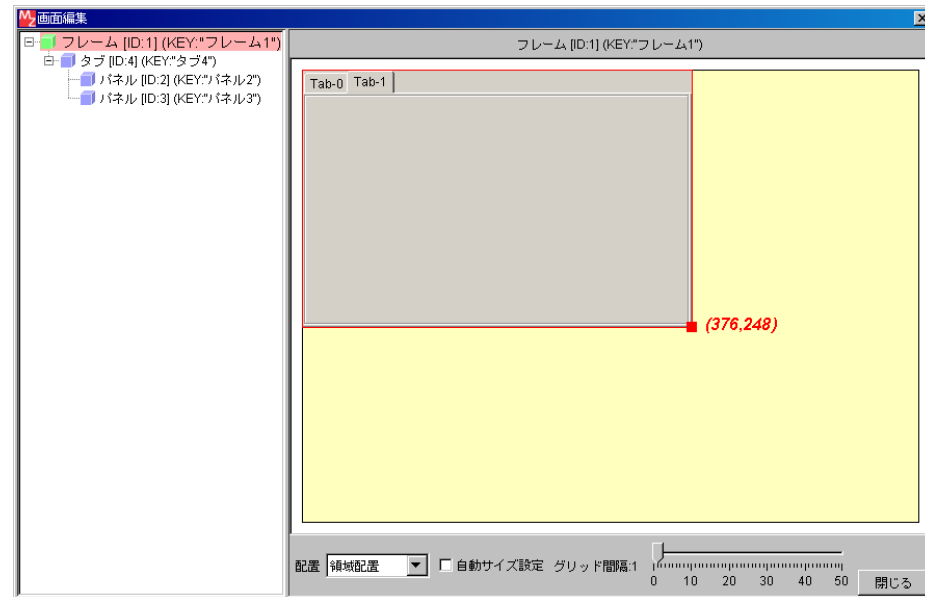 Mz画面編集
フレーム [ID:1] (KEY:"フレーム1")
タブ [ID:4] (KEY:"タブ4")
パネル [ID:2] (KEY:"パネル2")
パネル [ID:3] (KEY:"パネル3")
フレーム [ID:1] (KEY:"フレーム1")
Tab-0 Tab-1
(376,248)
配置 領域配置 自動サイズ設定 グリッド間隔:1
0 10 20 30 40 50
閉じる